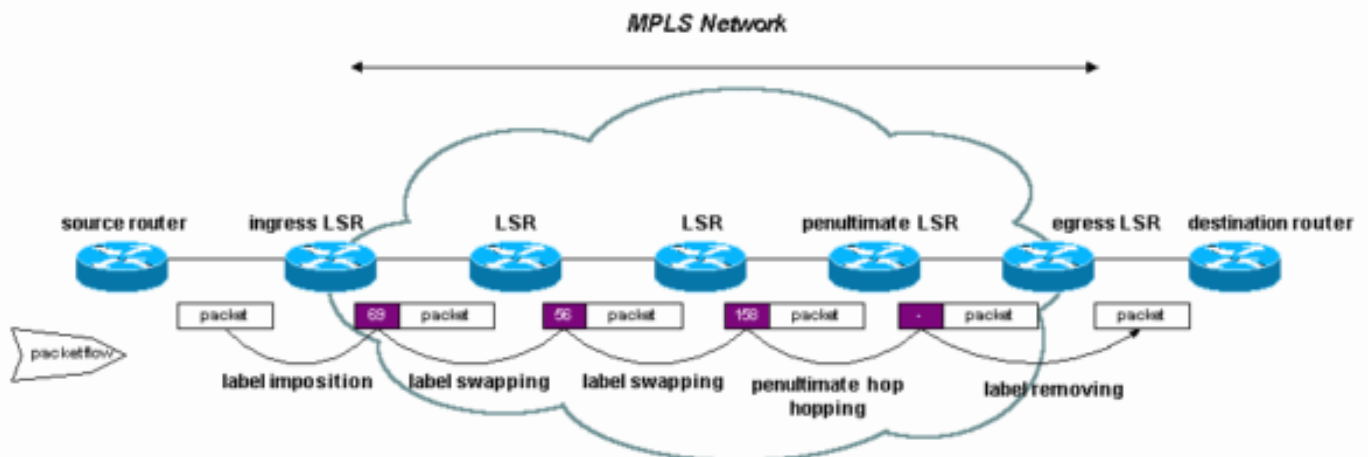 MPLS Network
source router
ingress LSR
LSR
LSR
penultimate LSR
egress LSR
destination router
packet
69 packet
56 packet
158 packet
- packet
packet
packetflow
label imposition
label swapping
label swapping
penultimate hop
hopping
label removing